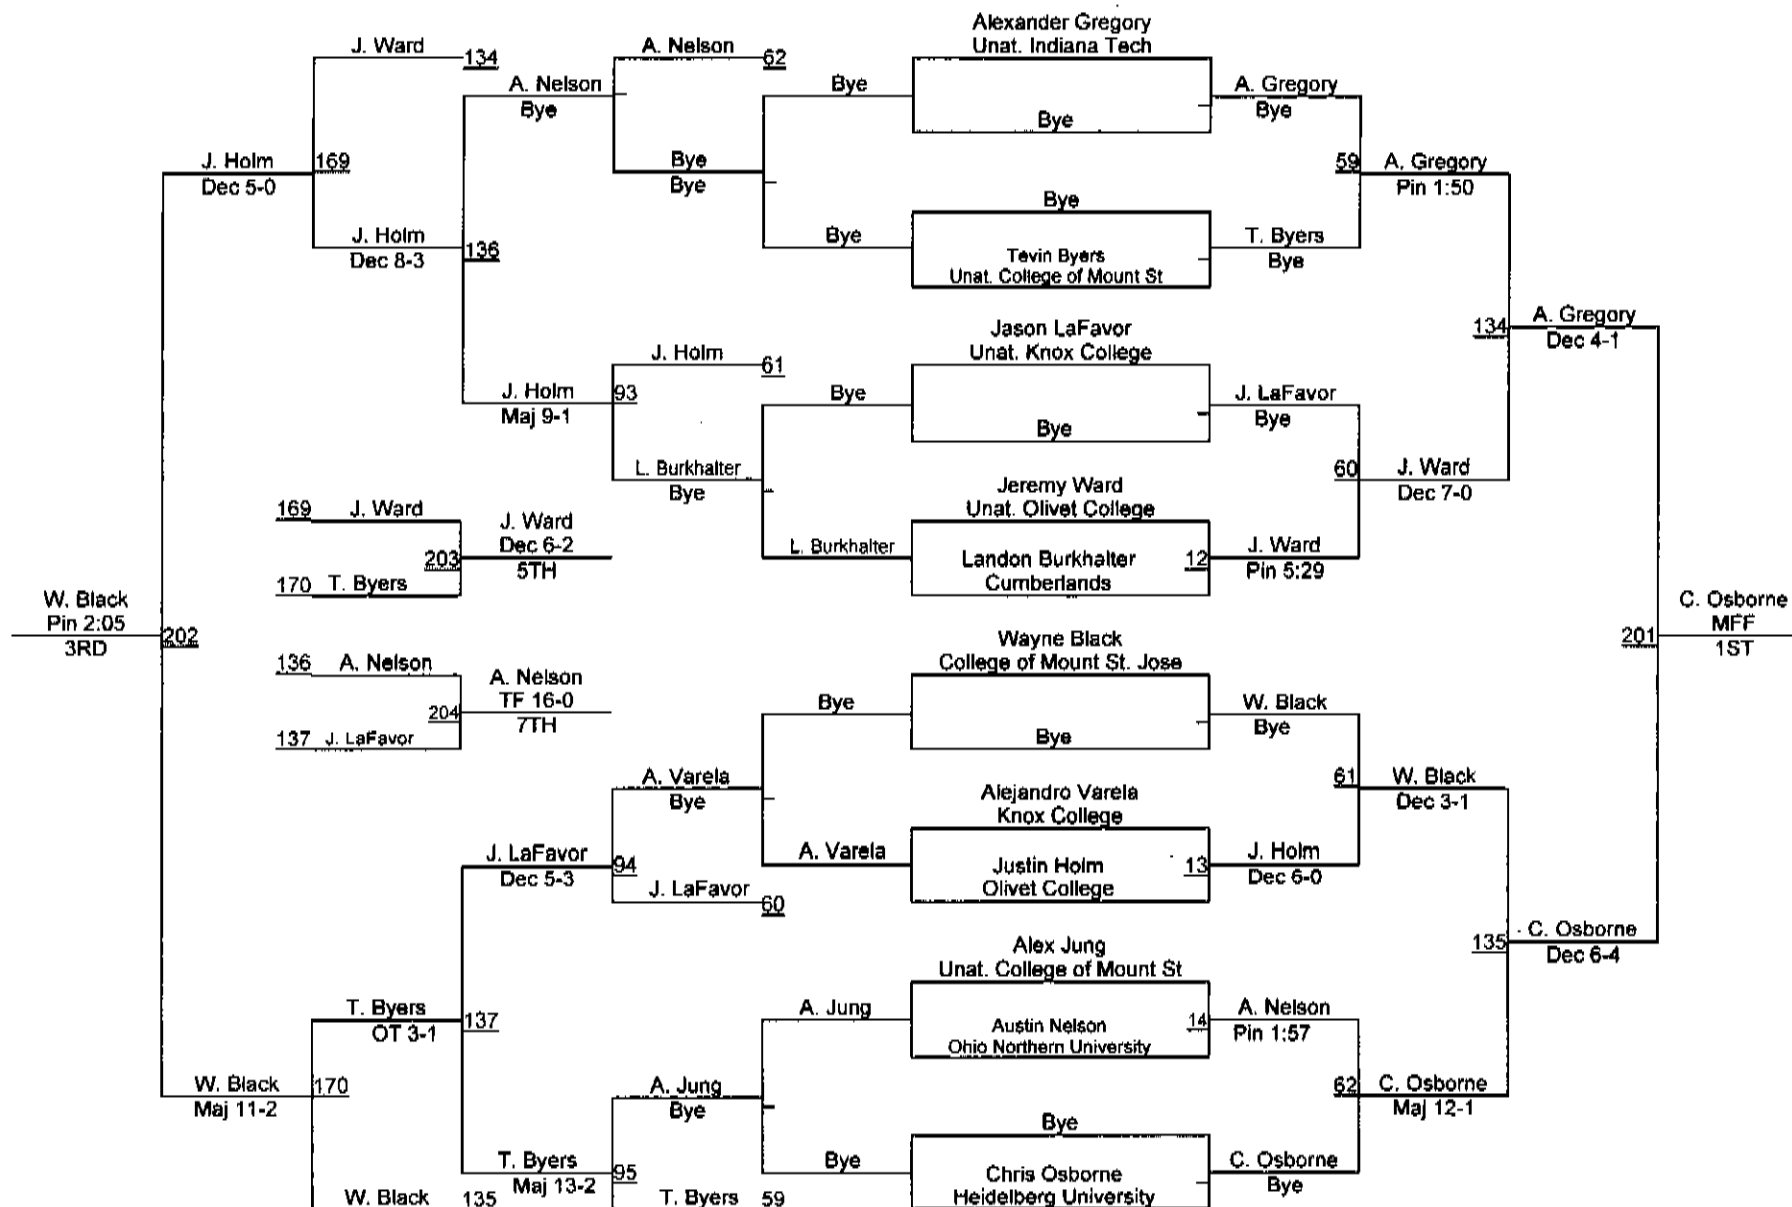 Alexander Gregory
Unat. Indiana Tech
J. Ward
134
A. Nelson
62
A. Nelson
Bye
Bye
Bye
A. Gregory
Bye
J. Holm
Dec 5-0
169
Bye
Bye
59
A. Gregory
Pin 1:50
Bye
J. Holm
Dec 8-3
136
Bye
Tevin Byers
Unat. College of Mount St
T. Byers
Bye
Jason LaFavor
Unat. Knox College
134
A. Gregory
Dec 4-1
J. Holm
61
J. Holm
Maj 9-1
93
Bye
Bye
J. LaFavor
Bye
L. Burkhalter
Bye
Jeremy Ward
Unat. Olivet College
60
J. Ward
Dec 7-0
169
J. Ward
J. Ward
Dec 6-2
5TH
203
170
T. Byers
L. Burkhalter
Landon Burkhalter
Cumberlands
12
J. Ward
Pin 5:29
W. Black
Pin 2:05
3RD
202
C. Osborne
MFF
1ST
201
Wayne Black
College of Mount St. Jose
136
A. Nelson
A. Nelson
TF 16-0
7TH
204
137
J. LaFavor
Bye
Bye
W. Black
Bye
A. Varela
Bye
Alejandro Varela
Knox College
61
W. Black
Dec 3-1
J. LaFavor
Dec 5-3
94
A. Varela
Justin Holm
Olivet College
13
J. Holm
Dec 6-0
J. LaFavor
60
Alex Jung
Unat. College of Mount St
135
C. Osborne
Dec 6-4
T. Byers
OT 3-1
137
A. Jung
Austin Nelson
Ohio Northern University
14
A. Nelson
Pin 1:57
W. Black
Maj 11-2
170
A. Jung
Bye
62
C. Osborne
Maj 12-1
Bye
T. Byers
Maj 13-2
95
Bye
Chris Osborne
Heidelberg University
C. Osborne
Bye
W. Black
135
T. Byers
59